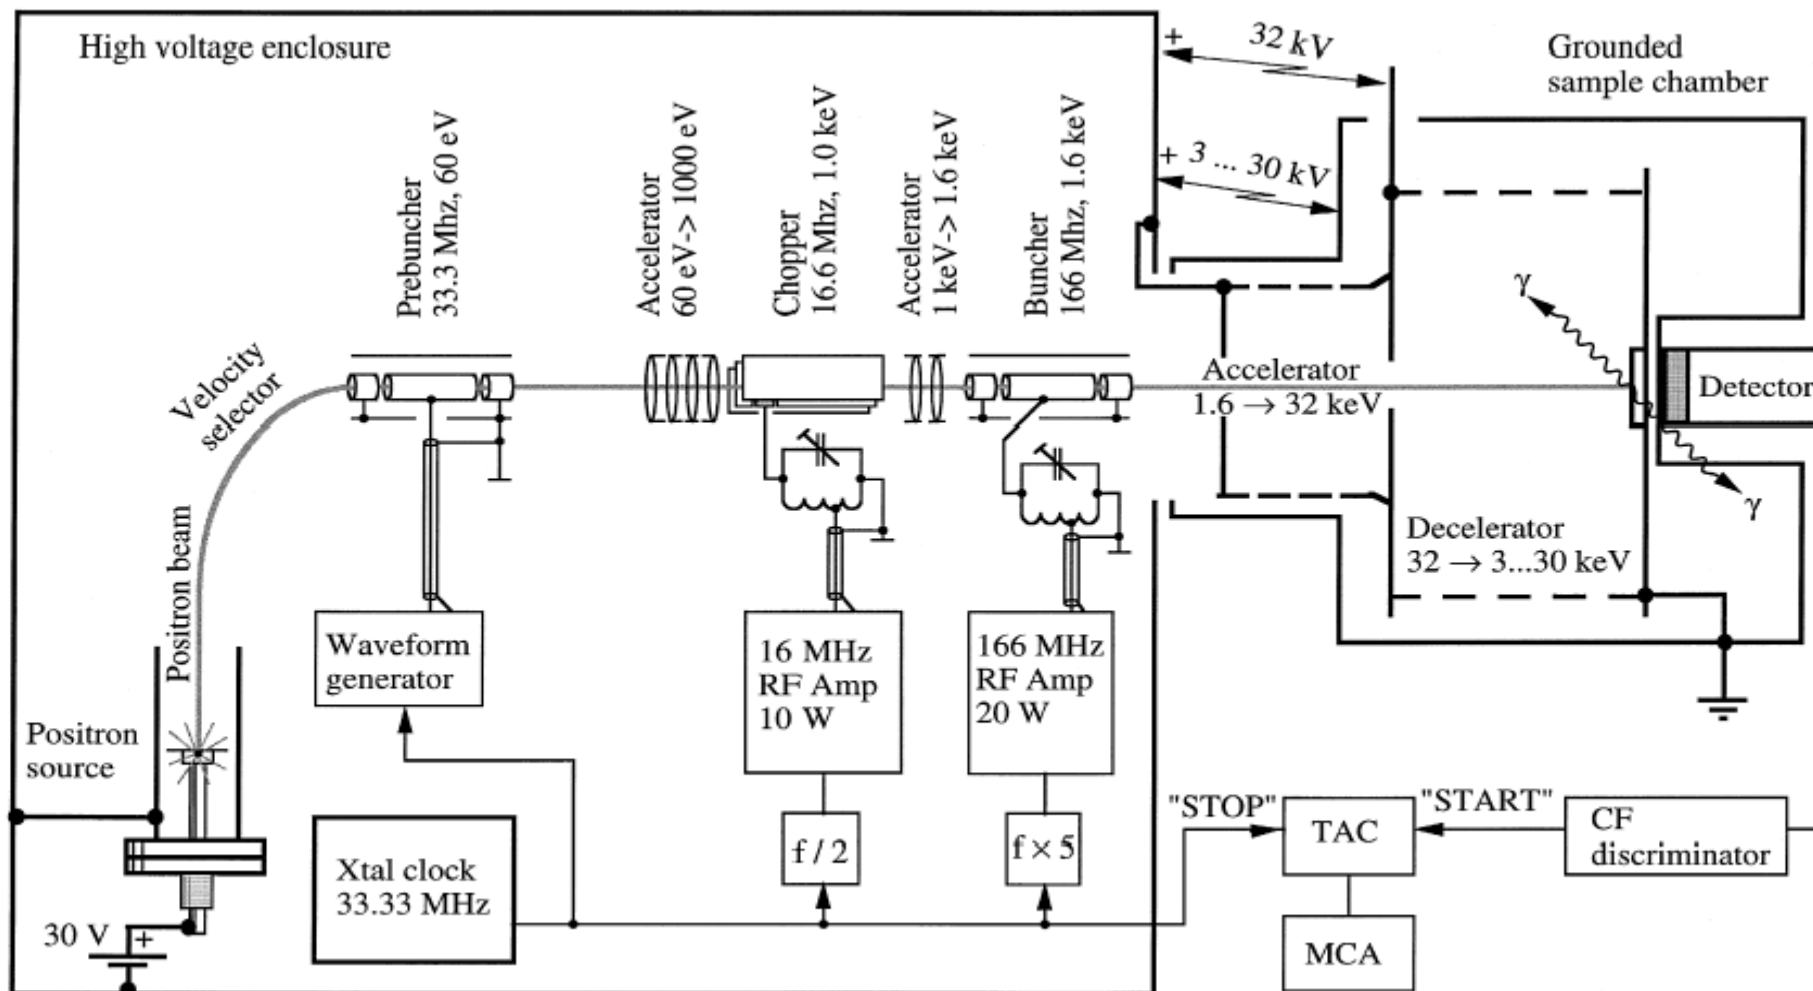 High voltage enclosure
32 kV
+
Grounded
sample chamber
+ 3 ... 30 kV
Prebuncher
33.3 Mhz, 60 eV
Accelerator
60 eV-> 1000 eV
Chopper
16.6 Mhz, 1.0 keV
Accelerator
1 keV-> 1.6 keV
Buncher
166 Mhz, 1.6 keV
Velocity
selector
Accelerator
1.6 → 32 keV
γ
Detector
γ
Decelerator
32 → 3...30 keV
Positron beam
Waveform
generator
16 MHz
RF Amp
10 W
166 MHz
RF Amp
20 W
Positron
source
Xtal clock
33.33 MHz
f / 2
f × 5
"STOP"
TAC
"START"
CF
discriminator
MCA
30 V
+